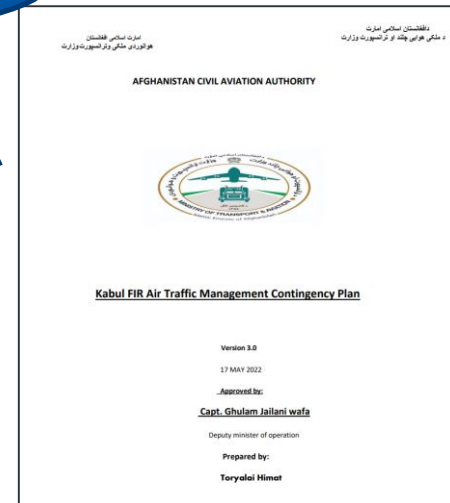 دافغانستان اسلامی امارت
د ملکي هوايي چلند او ترانسپورت وزارت
امارت اسلامی افغانستان
هوانوردی ملکی وترانسپورت وزارت
AFGHANISTAN CIVIL AVIATION AUTHORITY
MINISTRY OF TRANSPORT & AVIATION
Kabul FIR Air Traffic Management Contingency Plan
Version 3.0
17 MAY 2022
Approved by:
Capt. Ghulam Jailani wafa
Deputy minister of operation
Prepared by:
Toryalai Himat